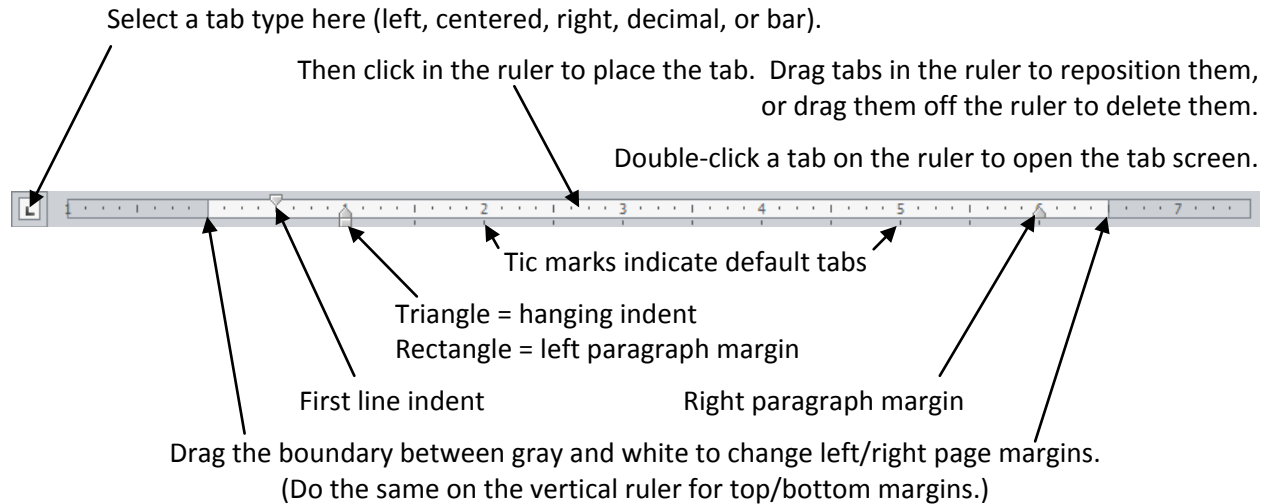 Select a tab type here (left, centered, right, decimal, or bar).
Then click in the ruler to place the tab.  Drag tabs in the ruler to reposition them,
or drag them off the ruler to delete them.
Double-click a tab on the ruler to open the tab screen.
1 1 2 3 4 5 6 7
Tic marks indicate default tabs
Triangle = hanging indent
Rectangle = left paragraph margin
First line indent
Right paragraph margin
Drag the boundary between gray and white to change left/right page margins.
(Do the same on the vertical ruler for top/bottom margins.)